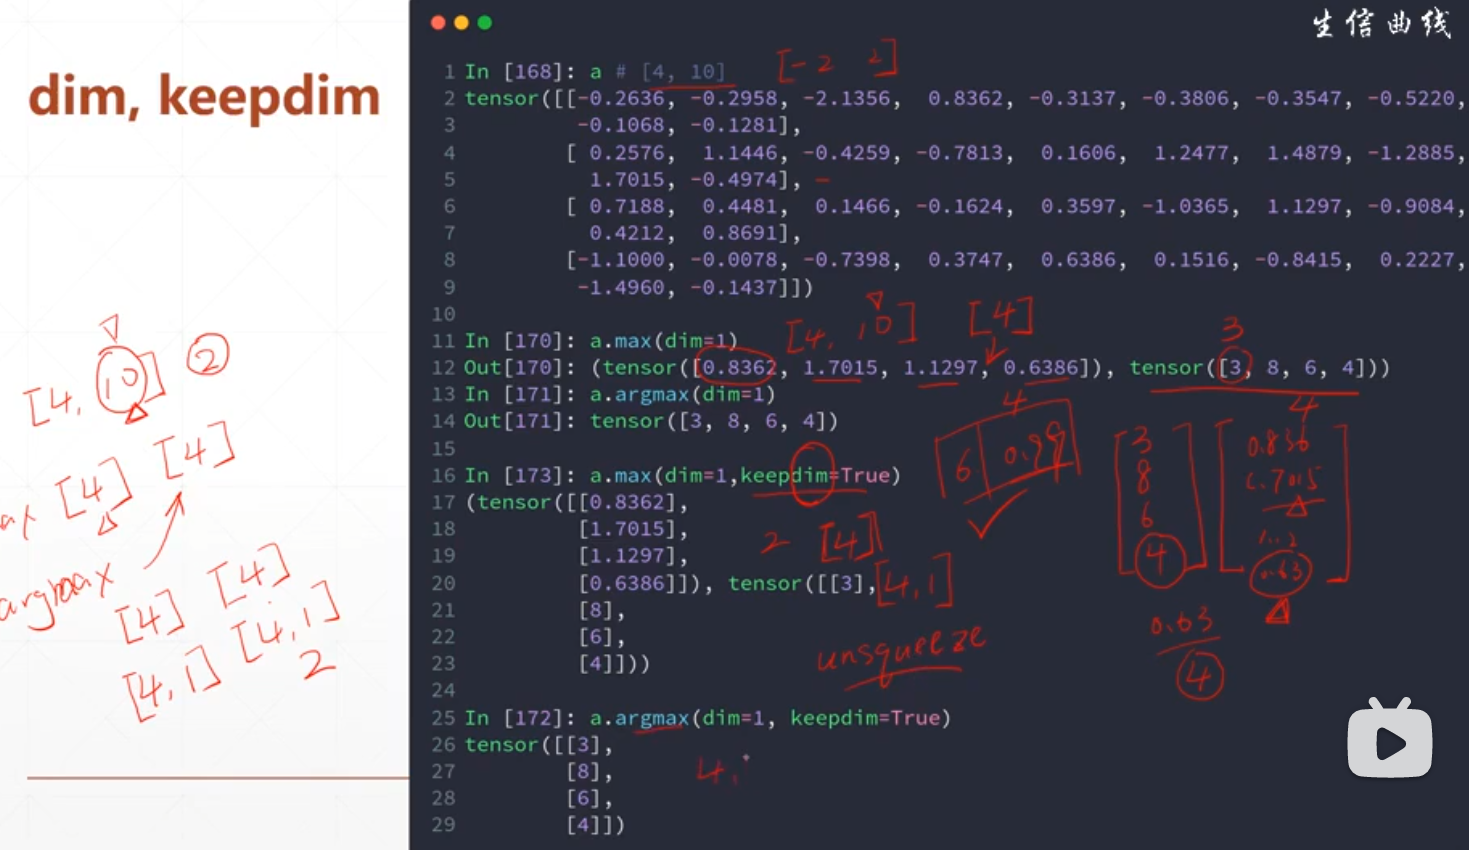 生信曲线
dim, keepdim
[-2 2]
1 In [168]: a # [4, 10]
2 tensor([[-0.2636, -0.2958, -2.1356,  0.8362, -0.3137, -0.3806, -0.3547, -0.5220,
3 -0.1068, -0.1281],
4 [ 0.2576,  1.1446, -0.4259, -0.7813,  0.1606,  1.2477,  1.4879, -1.2885,
5 1.7015, -0.4974],
6 [ 0.7188,  0.4481,  0.1466, -0.1624,  0.3597, -1.0365,  1.1297, -0.9084,
7 0.4212,  0.8691],
8 [-1.1000, -0.0078, -0.7398,  0.3747,  0.6386,  0.1516, -0.8415,  0.2227,
9 -1.4960, -0.1437]])
10
[4, 10] [4] 3
11 In [170]: a.max(dim=1)
12 Out[170]: (tensor([0.8362, 1.7015, 1.1297, 0.6386]), tensor([3, 8, 6, 4]))
13 In [171]: a.argmax(dim=1)
14 Out[171]: tensor([3, 8, 6, 4])
15
16 In [173]: a.max(dim=1,keepdim=True)
17 (tensor([[0.8362],
18 [1.7015],
19 [1.1297],
20 [0.6386]]), tensor([[3],
21 [8],
22 [6],
23 [4]]))
24
25 In [172]: a.argmax(dim=1, keepdim=True)
26 tensor([[3],
27 [8],
28 [6],
29 [4]])
4
6 0.99
4
3 0.836
8 1.7015
6 1.2
4 0.63
0.63
4
2 [4]
[4,1]
unsqueeze
4,
[4, 10] 2
[4] [4]
argmax
[4] [4]
[4,1] [4,1]
2